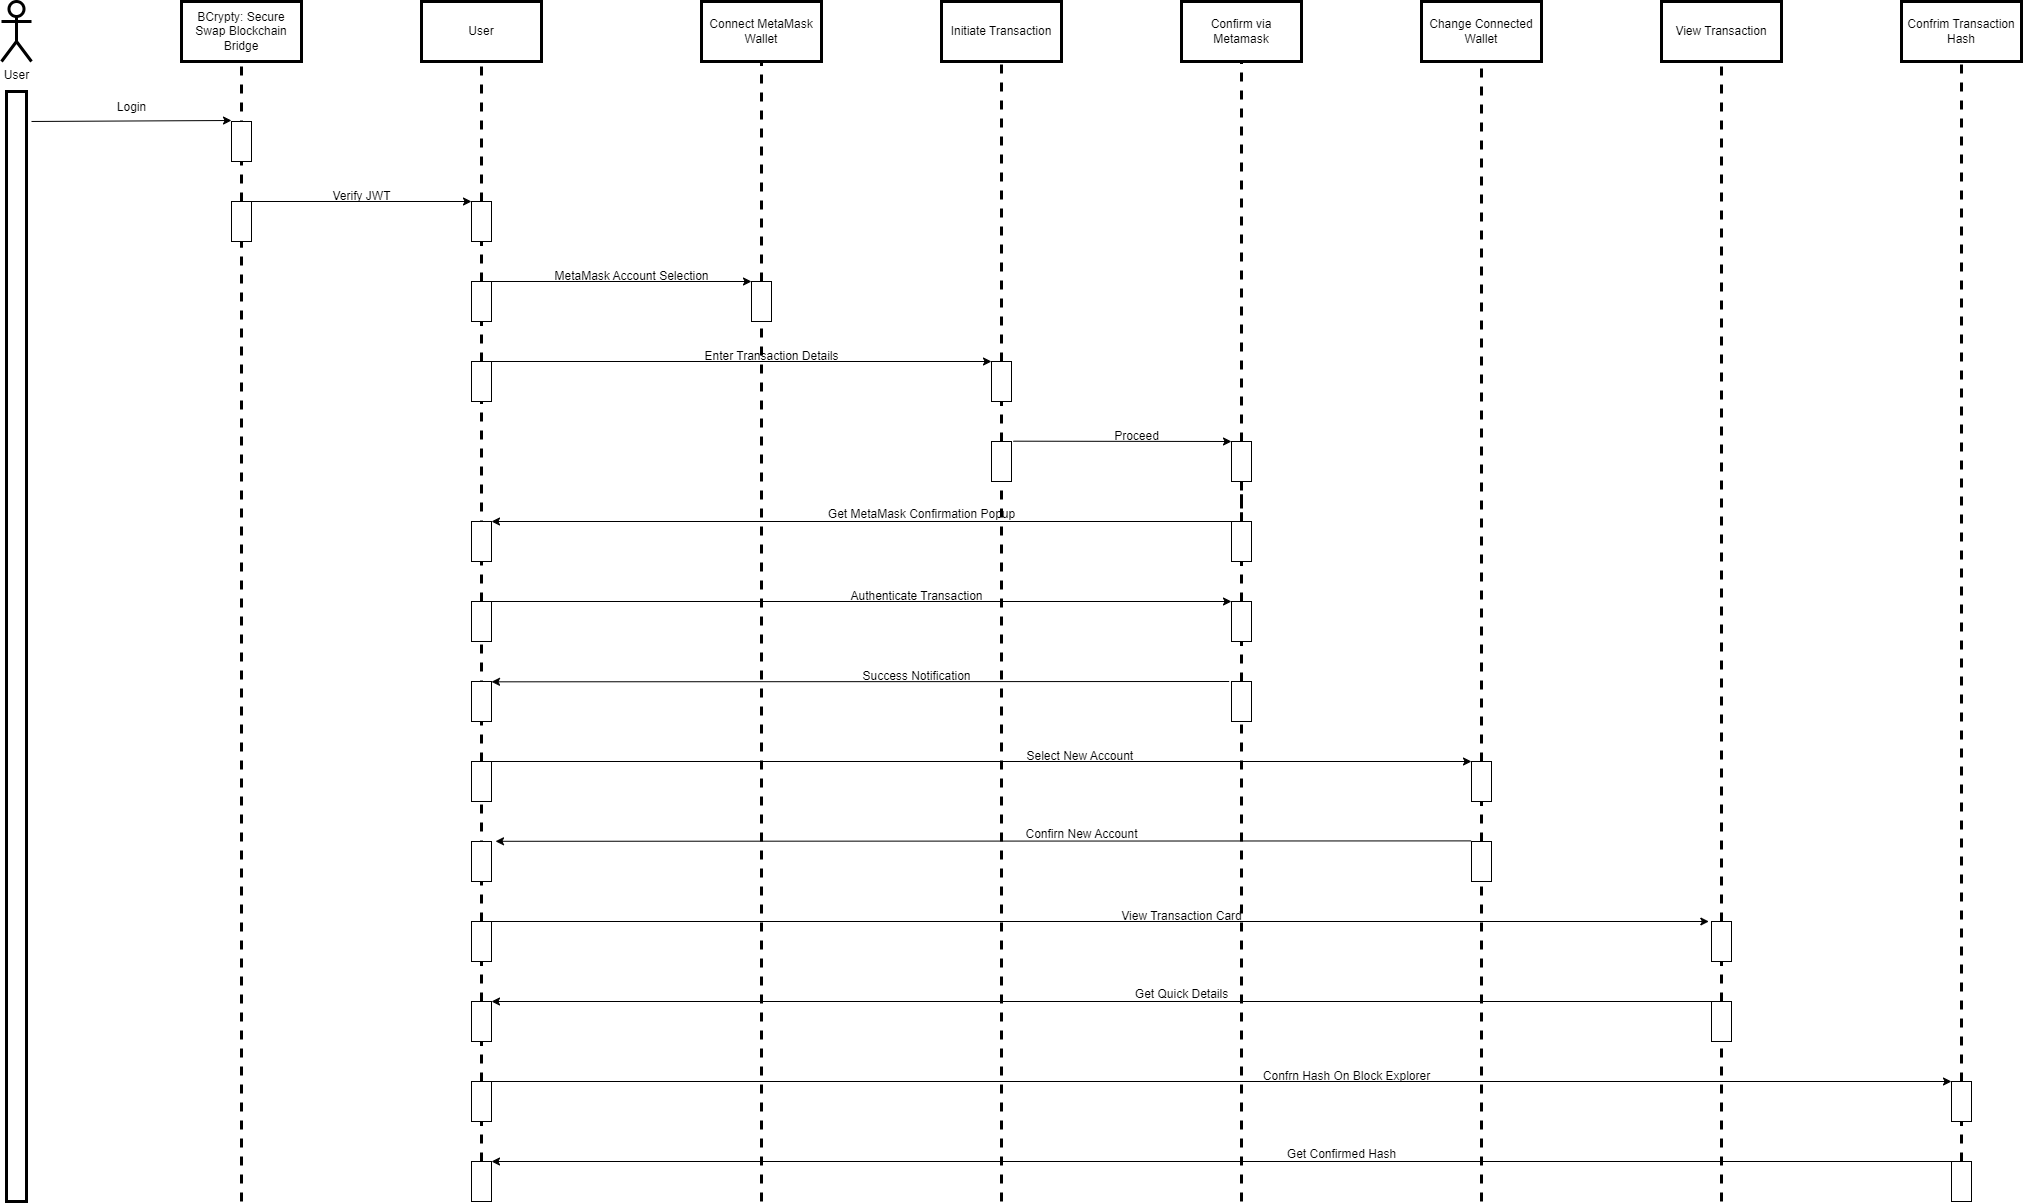 User
BCrypty: Secure
Swap Blockchain
Bridge
User
Connect MetaMask
Wallet
Initiate Transaction
Confirm via
Metamask
Change Connected
Wallet
View Transaction
Confrim Transaction
Hash
Login
Verify JWT
MetaMask Account Selection
Enter Transaction Details
Proceed
Get MetaMask Confirmation Popup
Authenticate Transaction
Success Notification
Select New Account
Confirn New Account
View Transaction Card
Get Quick Details
Confrn Hash On Block Explorer
Get Confirmed Hash